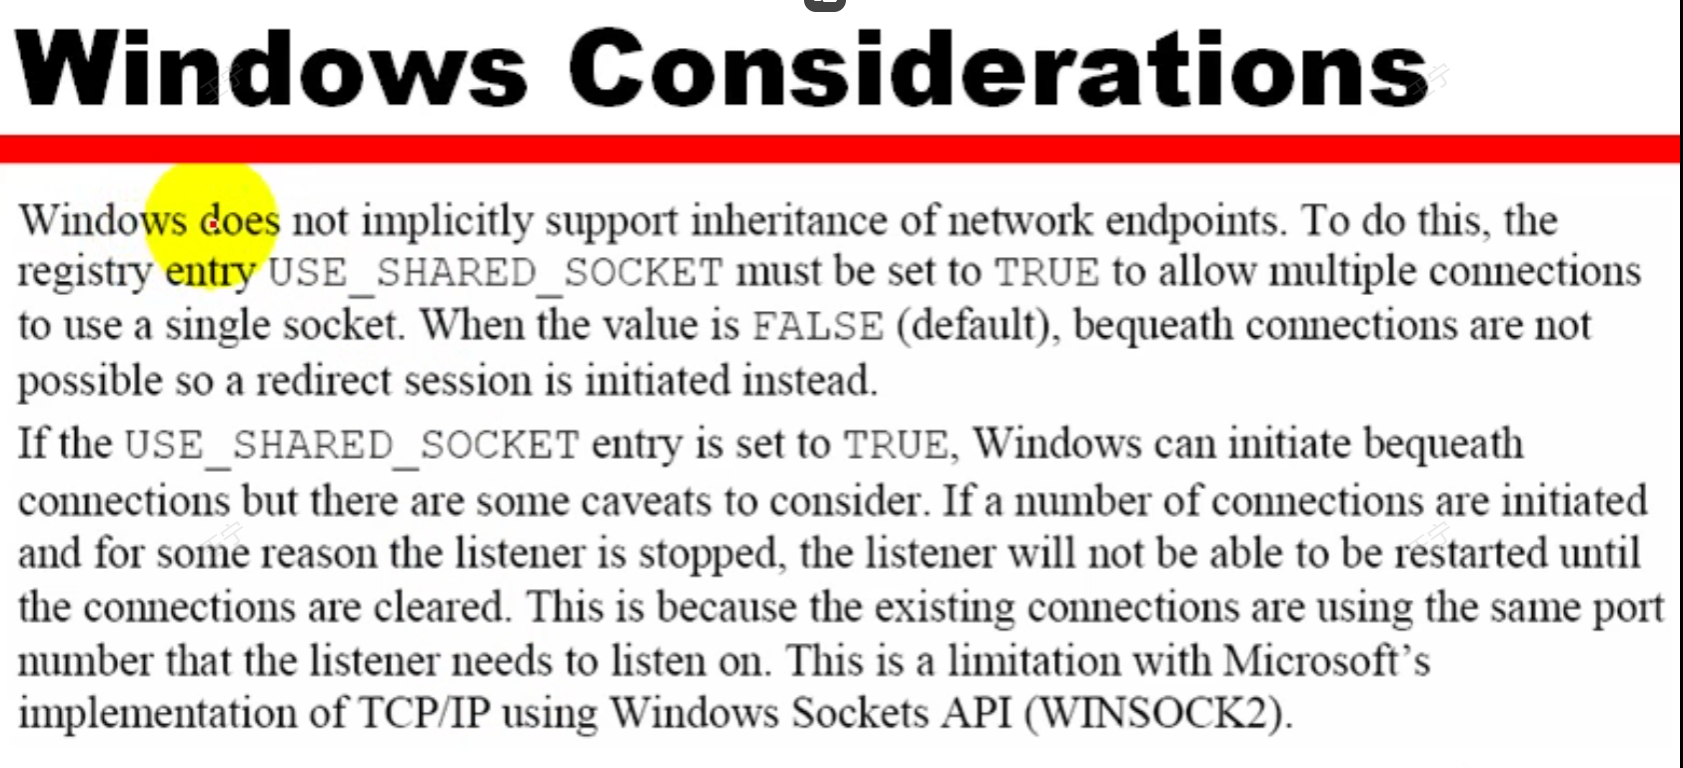 Windows Considerations
Windows does not implicitly support inheritance of network endpoints. To do this, the
registry entry USE_SHARED_SOCKET must be set to TRUE to allow multiple connections
to use a single socket. When the value is FALSE (default), bequeath connections are not
possible so a redirect session is initiated instead.
If the USE_SHARED_SOCKET entry is set to TRUE, Windows can initiate bequeath
connections but there are some caveats to consider. If a number of connections are initiated
and for some reason the listener is stopped, the listener will not be able to be restarted until
the connections are cleared. This is because the existing connections are using the same port
number that the listener needs to listen on. This is a limitation with Microsoft’s
implementation of TCP/IP using Windows Sockets API (WINSOCK2).